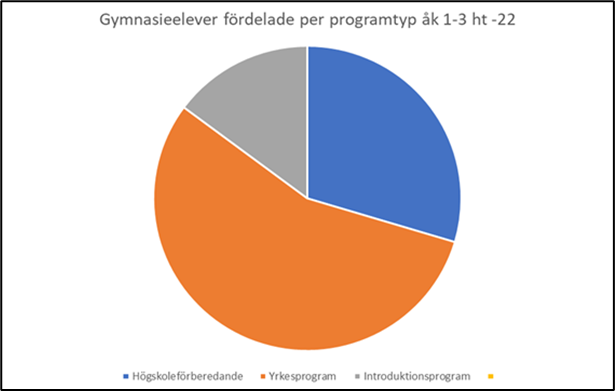 Gymnasieelever fördelade per programtyp åk 1-3 ht -22
Högskoleförberedande Yrkesprogram Introduktionsprogram